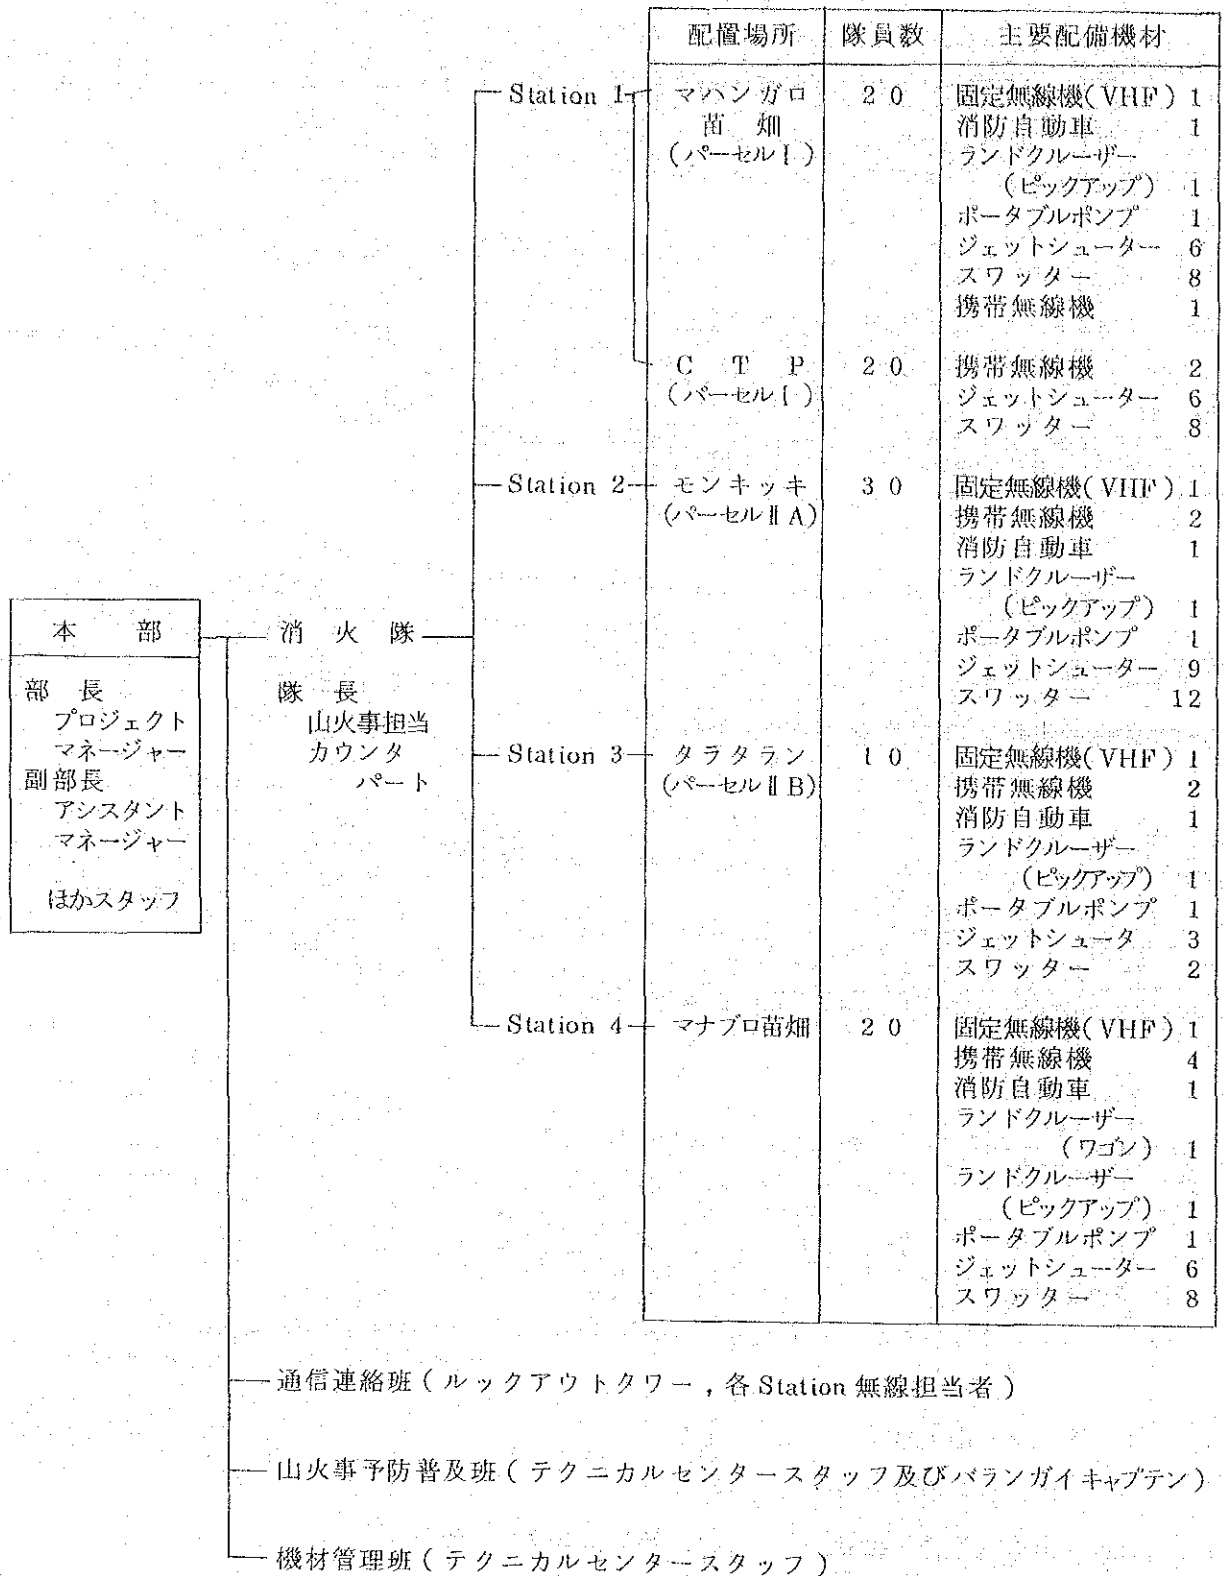 配置場所 隊員数 主要配備機材
Station 1 マハンガロ 20 固定無線機(VHF) 1
苗畑 消防自動車 1
(パーセルⅠ) ランドクルーザー
(ピックアップ) 1
ポータブルポンプ 1
ジェットシューター 6
スワッター 8
携帯無線機 1
CTP 20 携帯無線機 2
(パーセルⅠ) ジェットシューター 6
スワッター 8
Station 2 モンキッキ 30 固定無線機(VHF) 1
(パーセルⅡA) 携帯無線機 2
消防自動車 1
ランドクルーザー
(ピックアップ) 1
ポータブルポンプ 1
ジェットシューター 9
スワッター 12
Station 3 タラタラン 10 固定無線機(VHF) 1
(パーセルⅡB) 携帯無線機 2
消防自動車 1
ランドクルーザー
(ピックアップ) 1
ポータブルポンプ 1
ジェットシュータ 3
スワッター 2
Station 4 マナブロ苗畑 20 固定無線機(VHF) 1
携帯無線機 4
消防自動車 1
ランドクルーザー
(ワゴン) 1
ランドクルーザー
(ピックアップ) 1
ポータブルポンプ 1
ジェットシューター 6
スワッター 8
本部
部長
プロジェクト
マネージャー
副部長
アシスタント
マネージャー
ほかスタッフ
消火隊
隊長
山火事担当
カウンタ
パート
通信連絡班(ルックアウトタワー,各Station無線担当者)
山火事予防普及班(テクニカルセンタースタッフ及びバランガイキャプテン)
機材管理班(テクニカルセンタースタッフ)